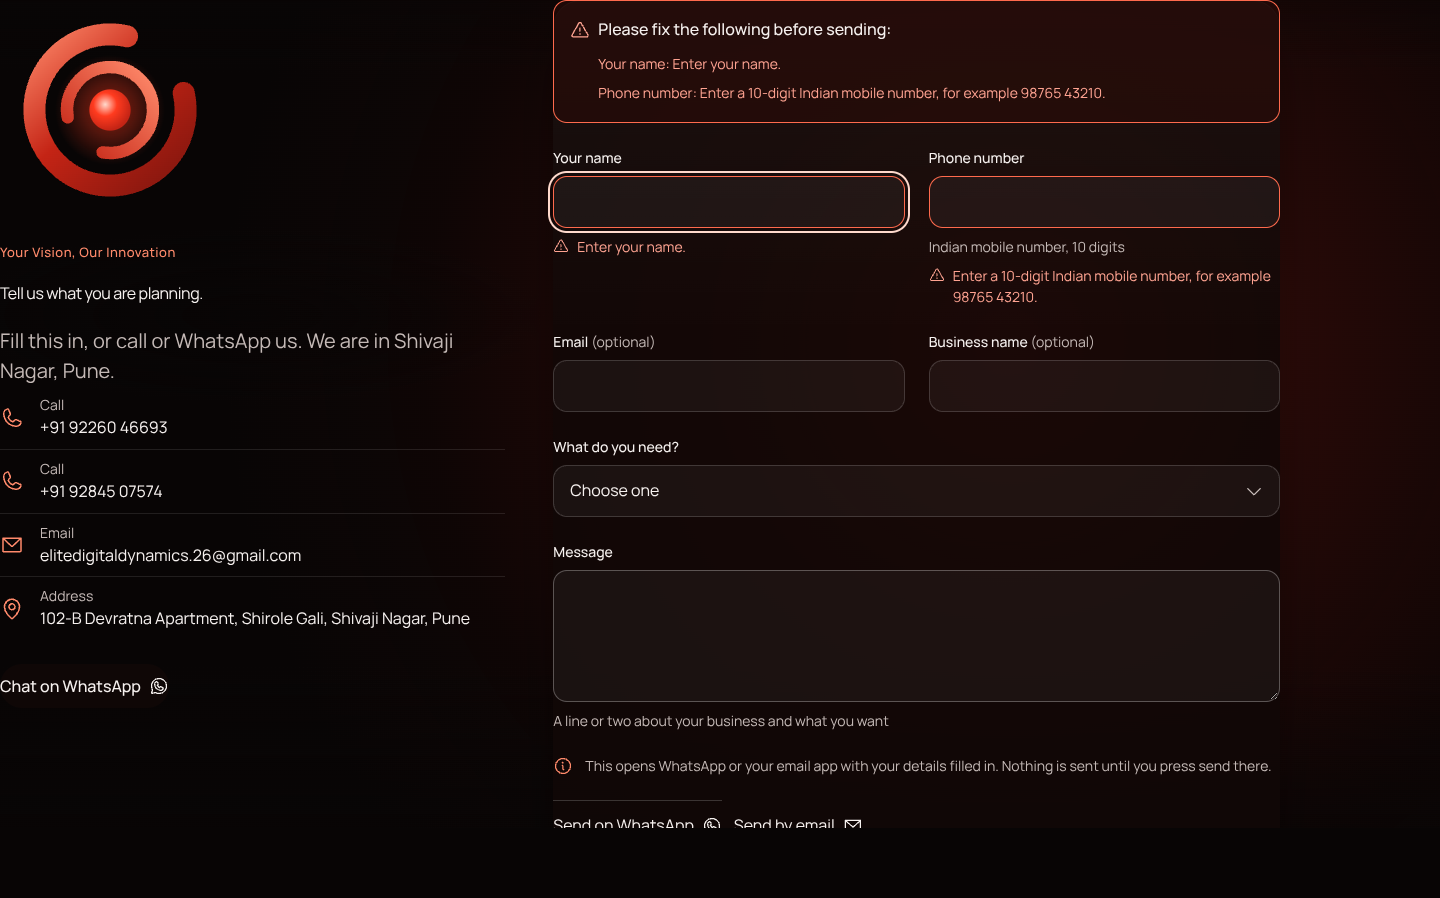 Your Vision, Our Innovation
Tell us what you are planning.
Fill this in, or call or WhatsApp us. We are in Shivaji
Nagar, Pune.
Call
+91 92260 46693
Call
+91 92845 07574
Email
elitedigitaldynamics.26@gmail.com
Address
102-B Devratna Apartment, Shirole Gali, Shivaji Nagar, Pune
Chat on WhatsApp
Please fix the following before sending:
Your name: Enter your name.
Phone number: Enter a 10-digit Indian mobile number, for example 98765 43210.
Your name
Enter your name.
Phone number
Indian mobile number, 10 digits
Enter a 10-digit Indian mobile number, for example
98765 43210.
Email (optional)
Business name (optional)
What do you need?
Choose one
Message
A line or two about your business and what you want
This opens WhatsApp or your email app with your details filled in. Nothing is sent until you press send there.
Send on WhatsApp
Send by email